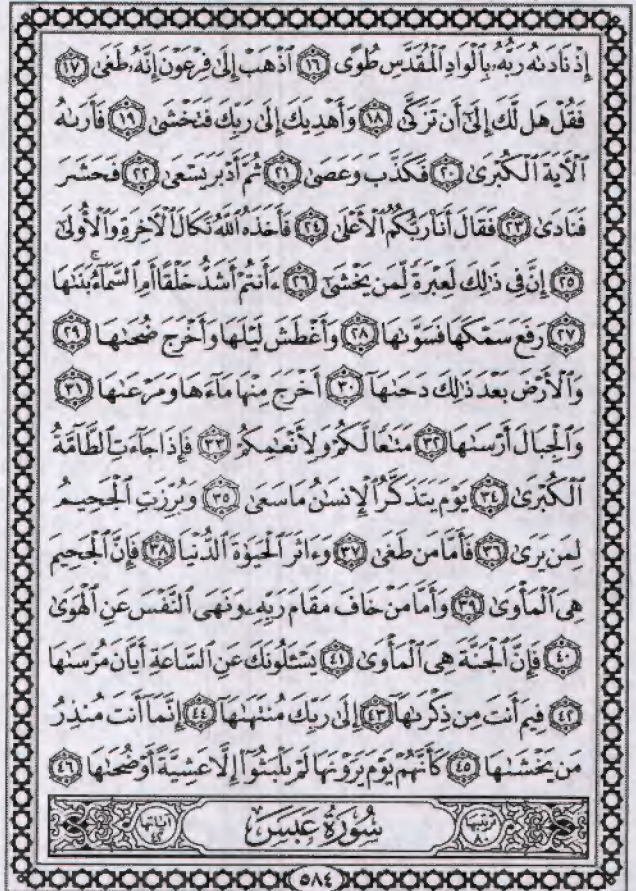 إِذْ نَادَىٰهُ رَبُّهُۥ بِٱلْوَادِ ٱلْمُقَدَّسِ طُوًى ١٦ ٱذْهَبْ إِلَىٰ فِرْعَوْنَ إِنَّهُۥ طَغَىٰ ١٧
فَقُلْ هَل لَّكَ إِلَىٰٓ أَن تَزَكَّىٰ ١٨ وَأَهْدِيَكَ إِلَىٰ رَبِّكَ فَتَخْشَىٰ ١٩ فَأَرَىٰهُ
ٱلْءَايَةَ ٱلْكُبْرَىٰ ٢٠ فَكَذَّبَ وَعَصَىٰ ٢١ ثُمَّ أَدْبَرَ يَسْعَىٰ ٢٢ فَحَشَرَ
فَنَادَىٰ ٢٣ فَقَالَ أَنَا۠ رَبُّكُمُ ٱلْأَعْلَىٰ ٢٤ فَأَخَذَهُ ٱللَّهُ نَكَالَ ٱلْءَاخِرَةِ وَٱلْأُولَىٰٓ
٢٥ إِنَّ فِى ذَٰلِكَ لَعِبْرَةً لِّمَن يَخْشَىٰٓ ٢٦ ءَأَنتُمْ أَشَدُّ خَلْقًا أَمِ ٱلسَّمَآءُ ۚ بَنَىٰهَا
٢٧ رَفَعَ سَمْكَهَا فَسَوَّىٰهَا ٢٨ وَأَغْطَشَ لَيْلَهَا وَأَخْرَجَ ضُحَىٰهَا ٢٩
وَٱلْأَرْضَ بَعْدَ ذَٰلِكَ دَحَىٰهَآ ٣٠ أَخْرَجَ مِنْهَا مَآءَهَا وَمَرْعَىٰهَا ٣١
وَٱلْجِبَالَ أَرْسَىٰهَا ٣٢ مَتَٰعًا لَّكُمْ وَلِأَنْعَٰمِكُمْ ٣٣ فَإِذَا جَآءَتِ ٱلطَّآمَّةُ
ٱلْكُبْرَىٰ ٣٤ يَوْمَ يَتَذَكَّرُ ٱلْإِنسَٰنُ مَا سَعَىٰ ٣٥ وَبُرِّزَتِ ٱلْجَحِيمُ
لِمَن يَرَىٰ ٣٦ فَأَمَّا مَن طَغَىٰ ٣٧ وَءَاثَرَ ٱلْحَيَوٰةَ ٱلدُّنْيَا ٣٨ فَإِنَّ ٱلْجَحِيمَ
هِىَ ٱلْمَأْوَىٰ ٣٩ وَأَمَّا مَنْ خَافَ مَقَامَ رَبِّهِۦ وَنَهَى ٱلنَّفْسَ عَنِ ٱلْهَوَىٰ
٤٠ فَإِنَّ ٱلْجَنَّةَ هِىَ ٱلْمَأْوَىٰ ٤١ يَسْـَٔلُونَكَ عَنِ ٱلسَّاعَةِ أَيَّانَ مُرْسَىٰهَا
٤٢ فِيمَ أَنتَ مِن ذِكْرَىٰهَآ ٤٣ إِلَىٰ رَبِّكَ مُنتَهَىٰهَآ ٤٤ إِنَّمَآ أَنتَ مُنذِرُ
مَن يَخْشَىٰهَا ٤٥ كَأَنَّهُمْ يَوْمَ يَرَوْنَهَا لَمْ يَلْبَثُوٓا۟ إِلَّا عَشِيَّةً أَوْ ضُحَىٰهَا ٤٦
ترتيبها ٨٠ سُورَةُ عَبَسَ آياتها ٤٢
٥٨٤